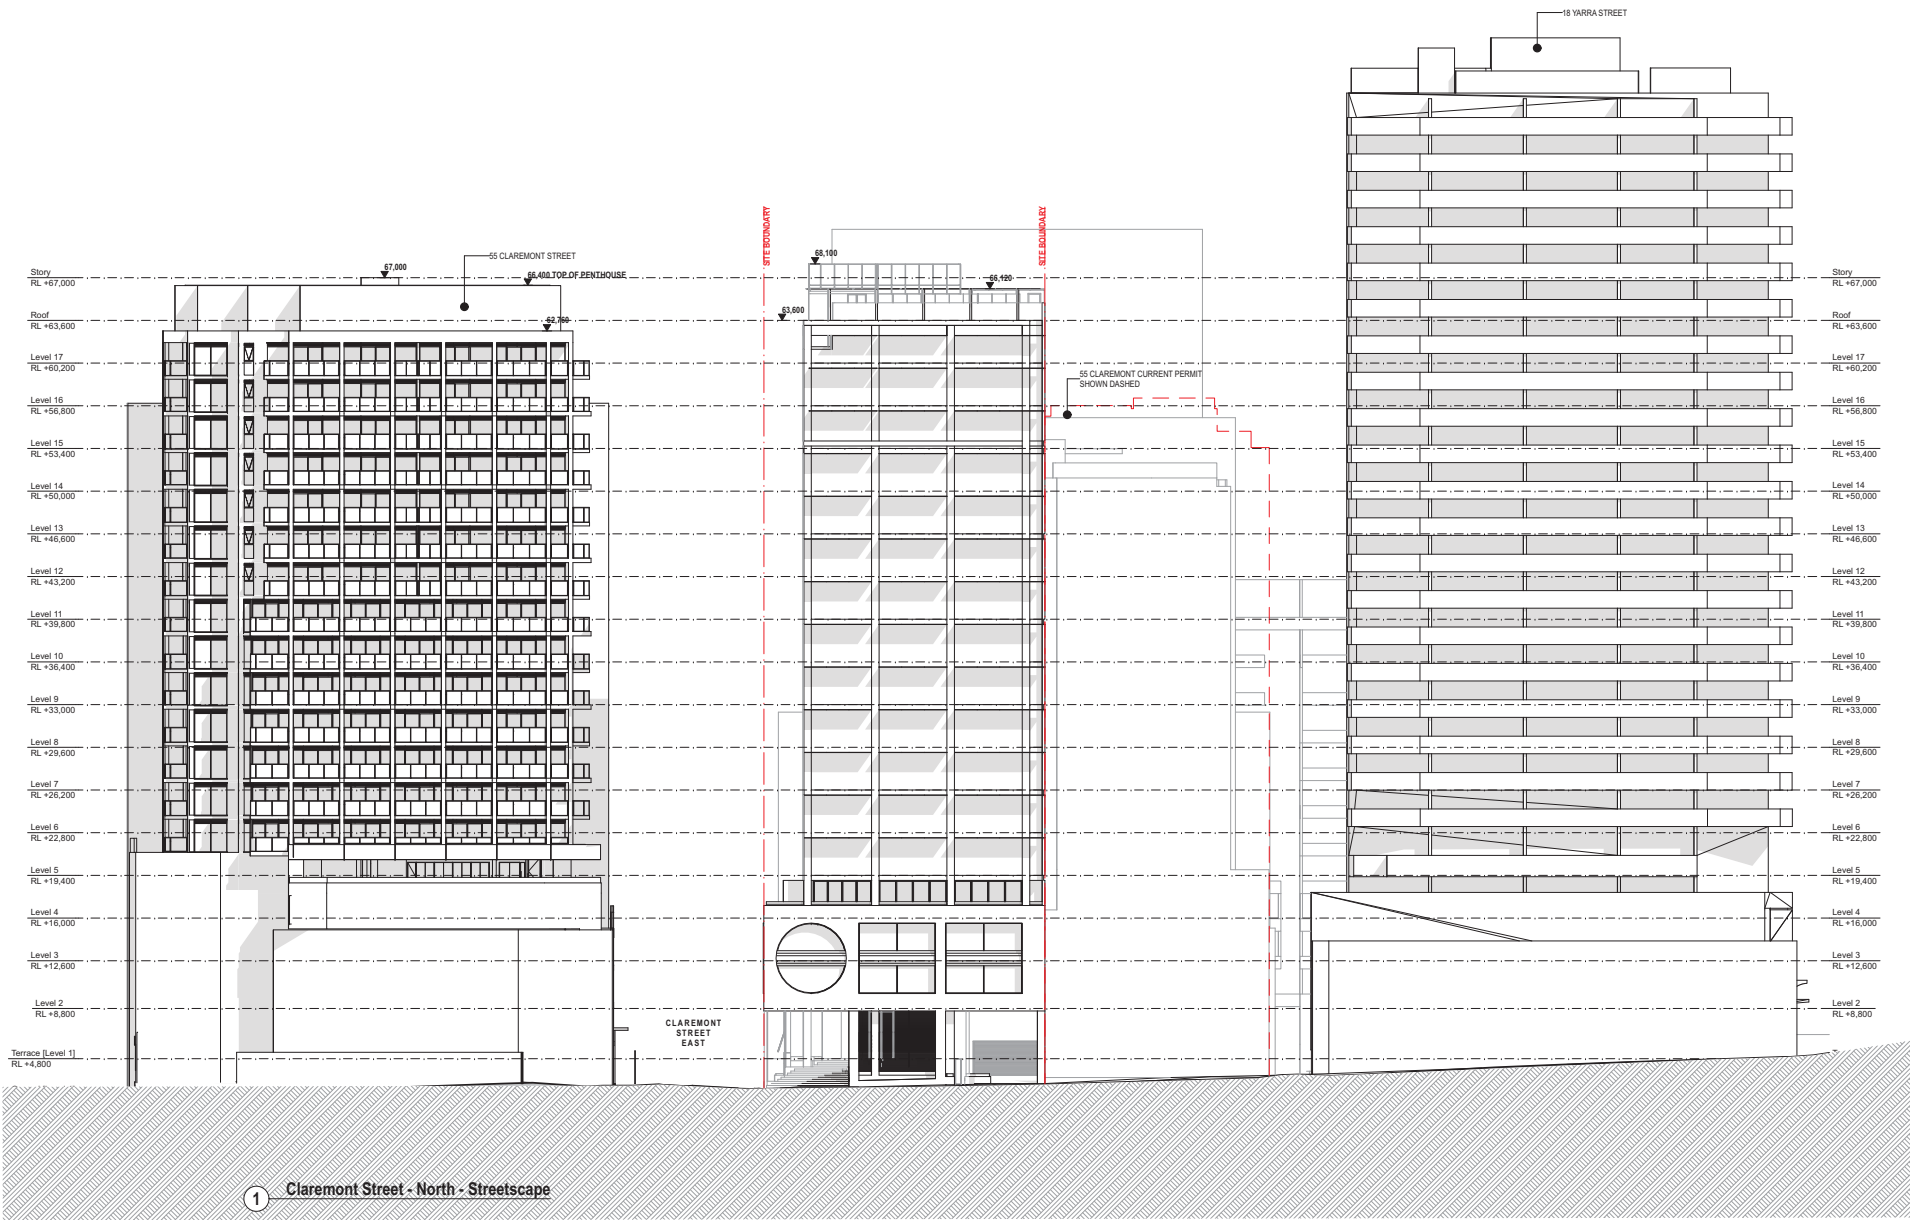 18 YARRA STREET
SITE BOUNDARY
SITE BOUNDARY
55 CLAREMONT STREET
67,000
66,400 TOP OF PENTHOUSE
62,760
68,100
66,120
63,600
55 CLAREMONT CURRENT PERMIT
SHOWN DASHED
Story
RL +67,000
Roof
RL +63,600
Level 17
RL +60,200
Level 16
RL +56,800
Level 15
RL +53,400
Level 14
RL +50,000
Level 13
RL +46,600
Level 12
RL +43,200
Level 11
RL +39,800
Level 10
RL +36,400
Level 9
RL +33,000
Level 8
RL +29,600
Level 7
RL +26,200
Level 6
RL +22,800
Level 5
RL +19,400
Level 4
RL +16,000
Level 3
RL +12,600
Level 2
RL +8,800
Terrace [Level 1]
RL +4,800
Story
RL +67,000
Roof
RL +63,600
Level 17
RL +60,200
Level 16
RL +56,800
Level 15
RL +53,400
Level 14
RL +50,000
Level 13
RL +46,600
Level 12
RL +43,200
Level 11
RL +39,800
Level 10
RL +36,400
Level 9
RL +33,000
Level 8
RL +29,600
Level 7
RL +26,200
Level 6
RL +22,800
Level 5
RL +19,400
Level 4
RL +16,000
Level 3
RL +12,600
Level 2
RL +8,800
CLAREMONT
STREET
EAST
1 Claremont Street - North - Streetscape